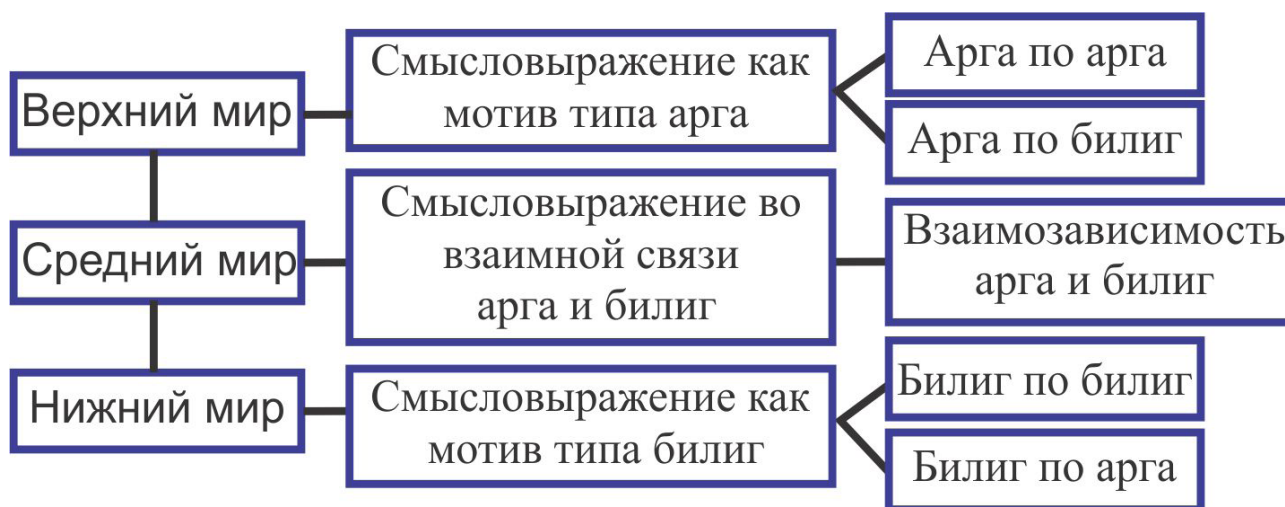 Верхний мир
Смысловыражение как
мотив типа арга
Арга по арга
Арга по билиг
Средний мир
Смысловыражение во
взаимной связи
арга и билиг
Взаимозависимость
арга и билиг
Нижний мир
Смысловыражение как
мотив типа билиг
Билиг по билиг
Билиг по арга